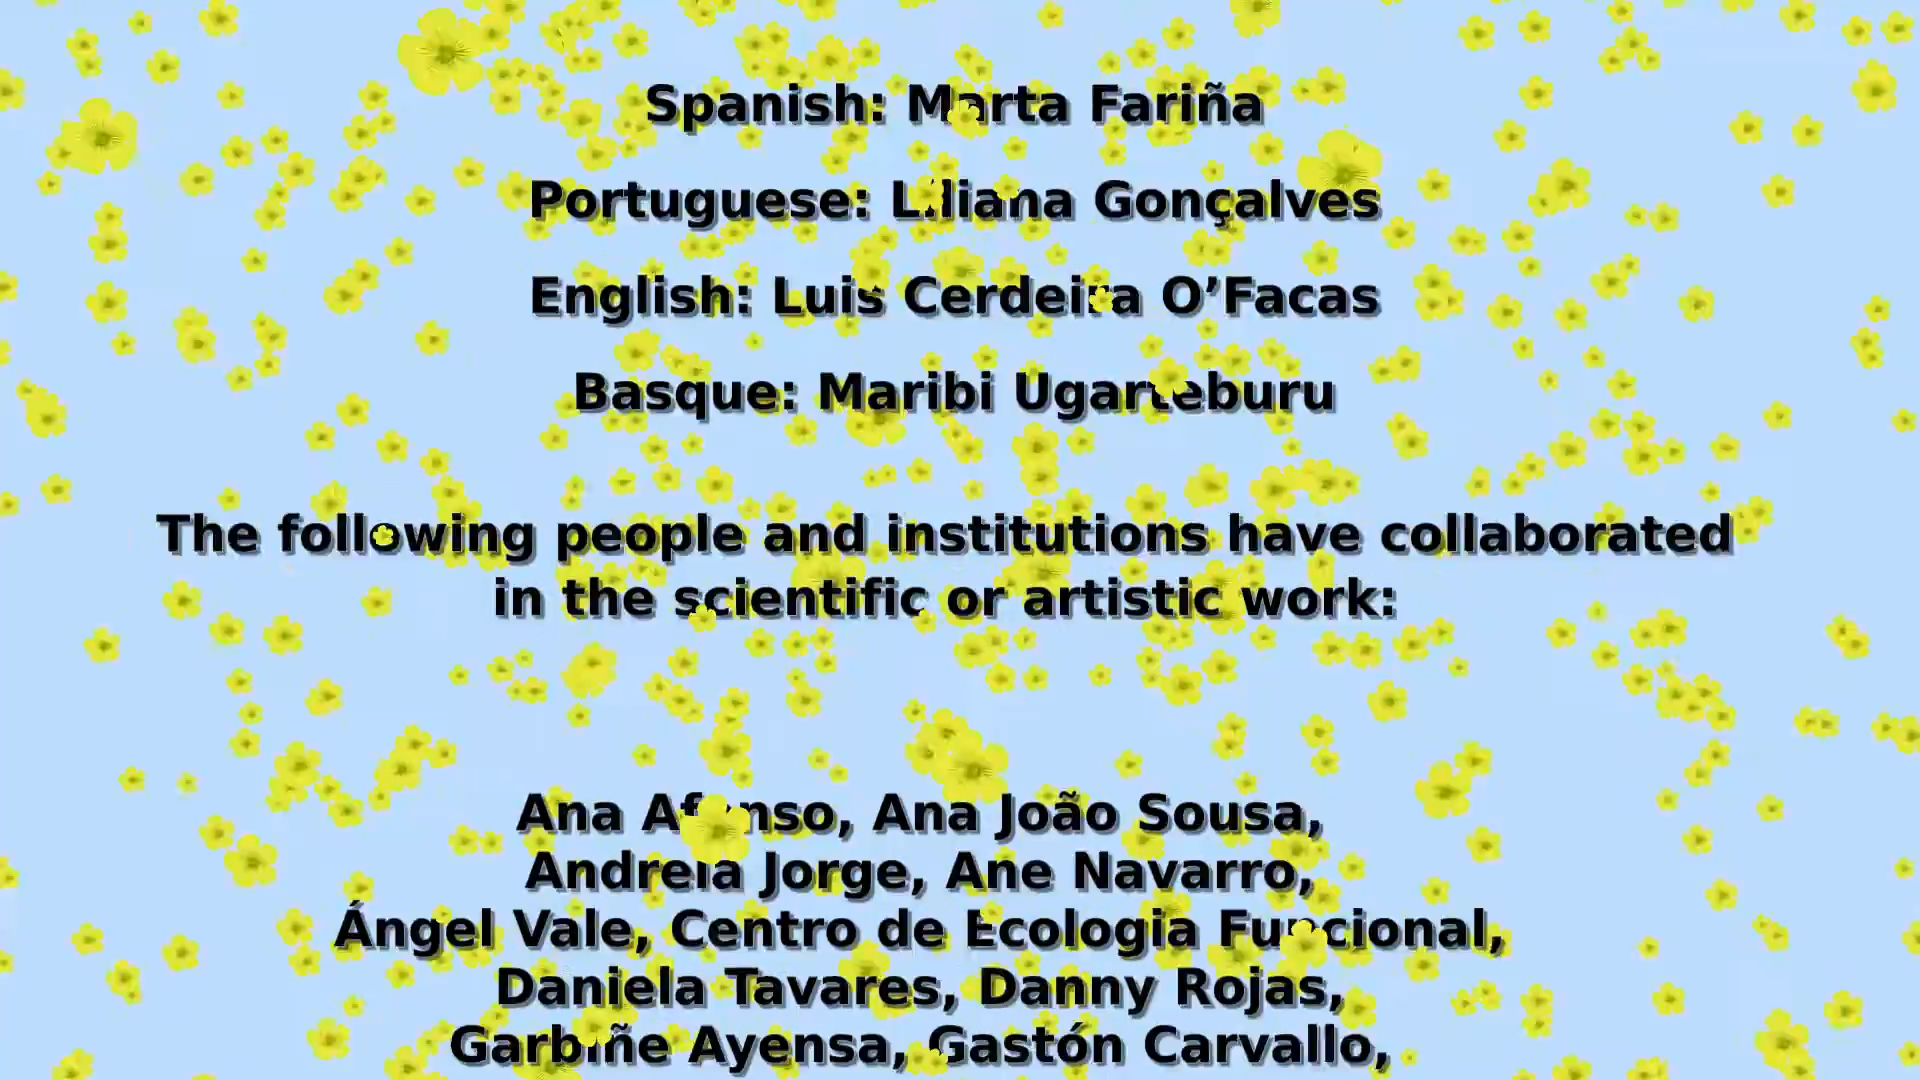 Spanish: Marta Fariña
Portuguese: Liliana Gonçalves
English: Luis Cerdeira O’Facas
Basque: Maribi Ugarteburu
The following people and institutions have collaborated
in the scientific or artistic work:
Ana Afonso, Ana João Sousa,
Andreia Jorge, Ane Navarro,
Ángel Vale, Centro de Ecologia Funcional,
Daniela Tavares, Danny Rojas,
Garbiñe Ayensa, Gastón Carvallo,